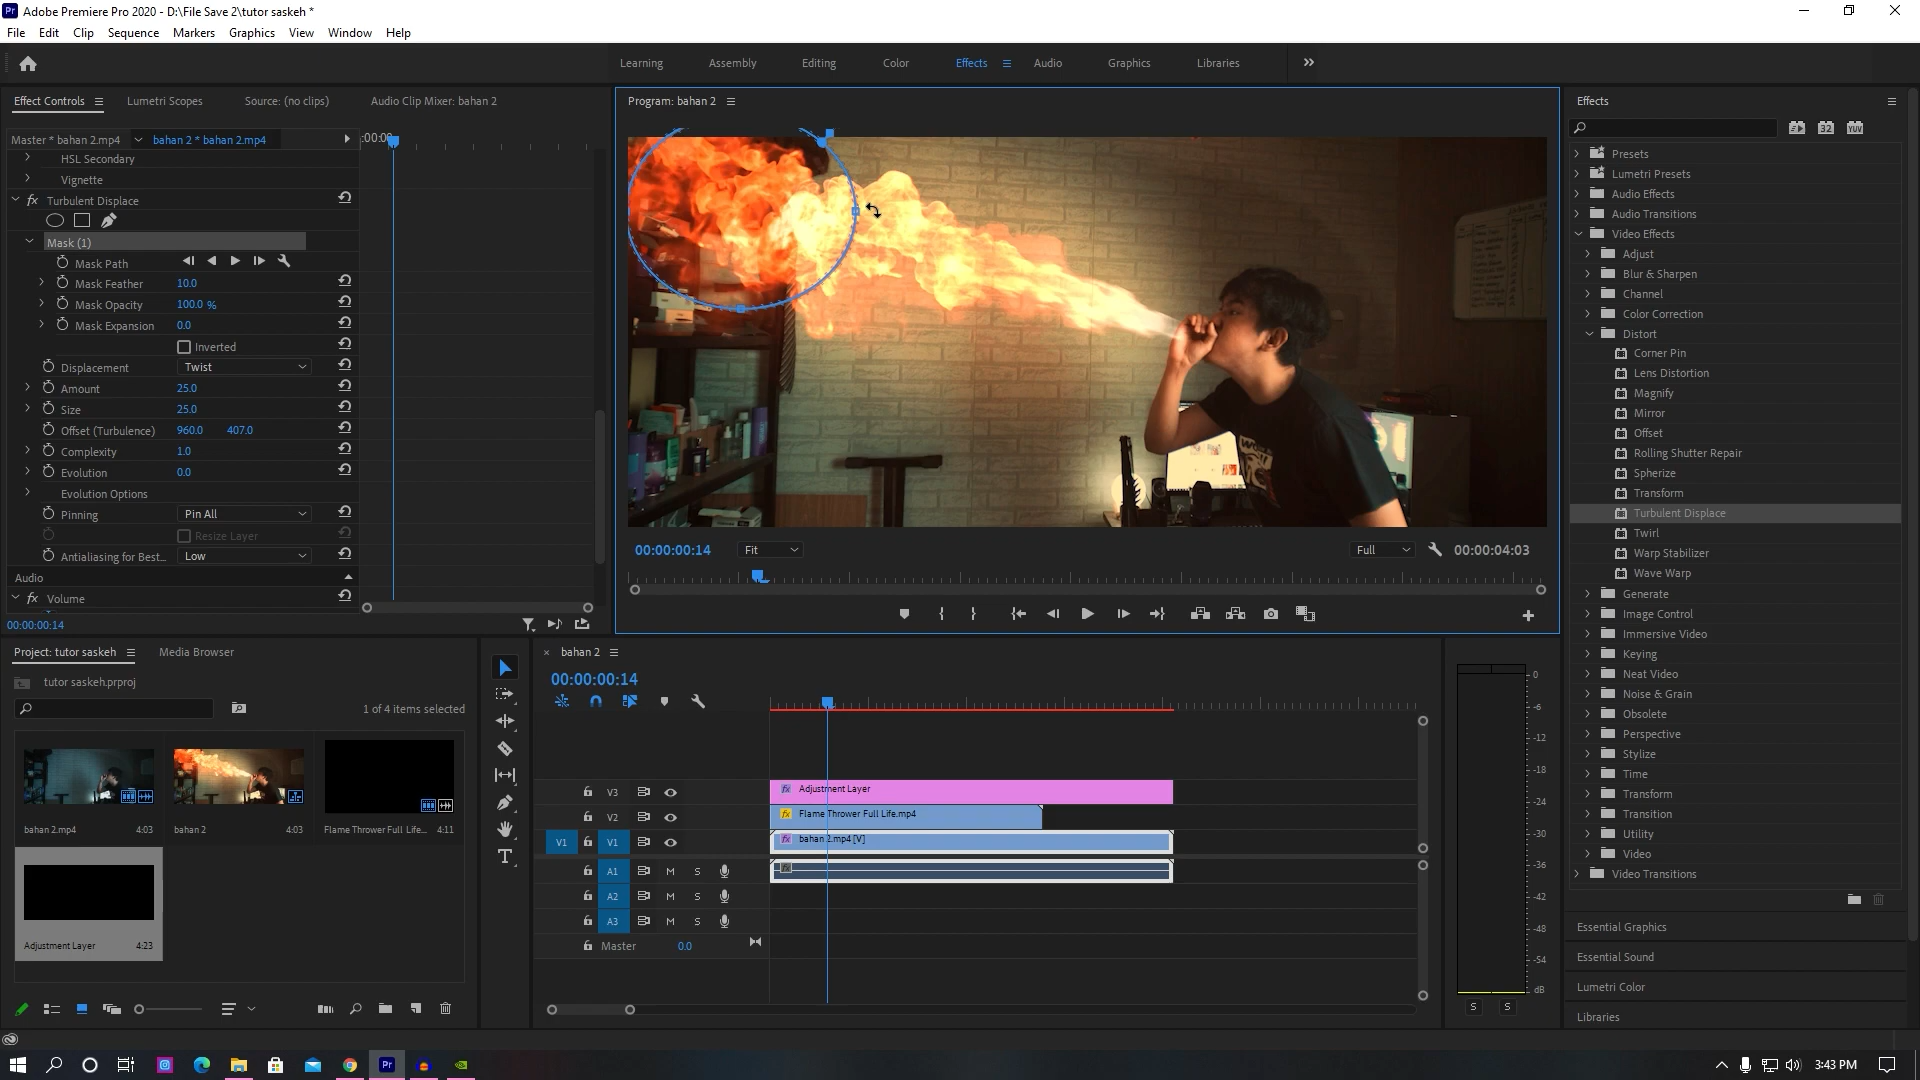 Pr Adobe Premiere Pro 2020 - D:\File Save 2\tutor saskeh *
File Edit Clip Sequence Markers Graphics View Window Help
Learning Assembly Editing Color Effects Audio Graphics Libraries
Effect Controls Lumetri Scopes Source: (no clips) Audio Clip Mixer: bahan 2
Master * bahan 2.mp4 bahan 2 * bahan 2.mp4
HSL Secondary
Vignette
fx Turbulent Displace
Mask (1)
Mask Path
Mask Feather 10.0
Mask Opacity 100.0 %
Mask Expansion 0.0
Inverted
Displacement Twist
Amount 25.0
Size 25.0
Offset (Turbulence) 960.0 407.0
Complexity 1.0
Evolution 0.0
Evolution Options
Pinning Pin All
Resize Layer
Antialiasing for Best... Low
Audio
fx Volume
00:00:00:14
Program: bahan 2
00:00:00:14 Fit Full 00:00:04:03
Effects
32 YUV
Presets
Lumetri Presets
Audio Effects
Audio Transitions
Video Effects
Adjust
Blur & Sharpen
Channel
Color Correction
Distort
Corner Pin
Lens Distortion
Magnify
Mirror
Offset
Rolling Shutter Repair
Spherize
Transform
Turbulent Displace
Twirl
Warp Stabilizer
Wave Warp
Generate
Image Control
Immersive Video
Keying
Neat Video
Noise & Grain
Obsolete
Perspective
Stylize
Time
Transform
Transition
Utility
Video
Video Transitions
Essential Graphics
Essential Sound
Lumetri Color
Libraries
Project: tutor saskeh Media Browser
tutor saskeh.prproj
1 of 4 items selected
bahan 2.mp4 4:03
bahan 2 4:03
Flame Thrower Full Life... 4:11
Adjustment Layer 4:23
bahan 2
00:00:00:14
V3 fx Adjustment Layer
V2 fx Flame Thrower Full Life.mp4
V1 V1 fx bahan 2.mp4 [V]
A1 M S fx
A2 M S
A3 M S
Master 0.0
0
-6
-12
-18
-24
-30
-36
-42
-48
-54
dB
S S
Pr 3:43 PM